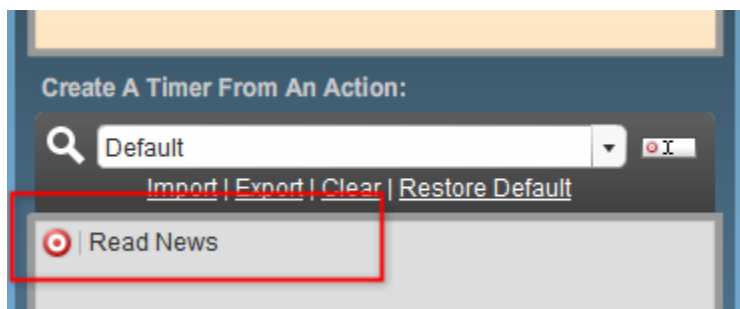 Create A Timer From An Action:
Default
Import | Export | Clear | Restore Default
Read News